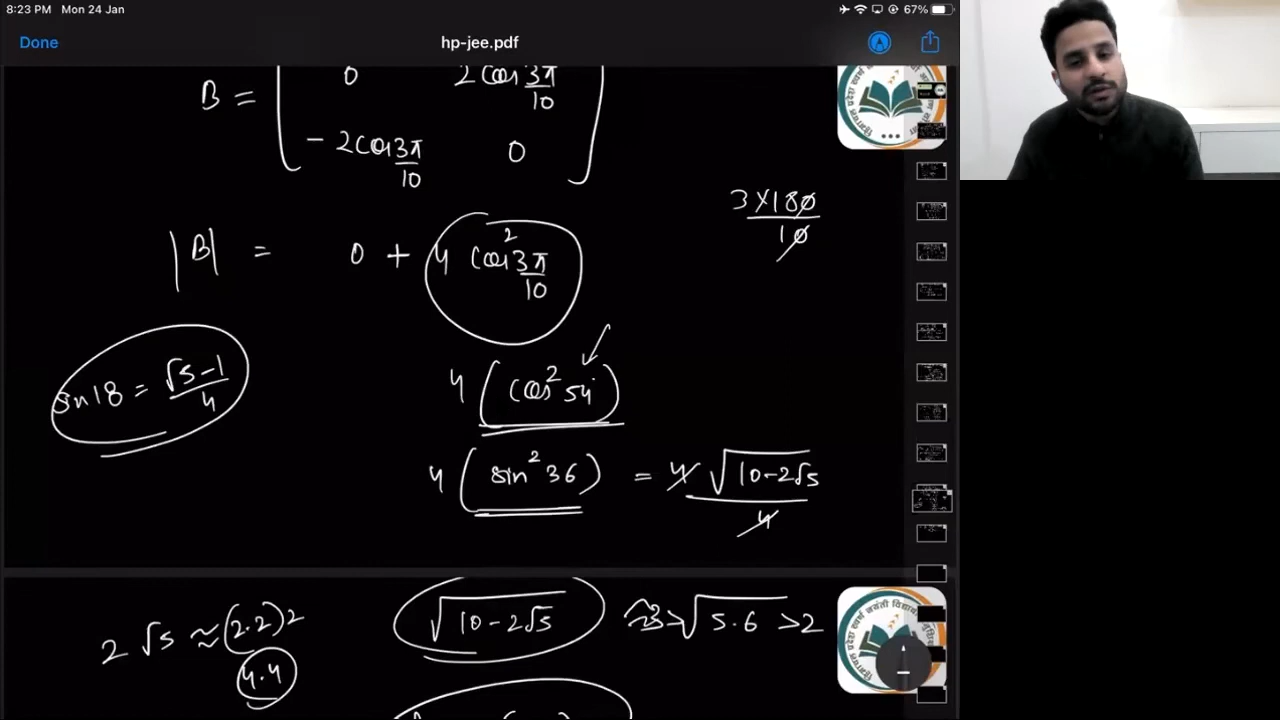 8:23 PM Mon 24 Jan
67%
Done
hp-jee.pdf
B = [ 0 2 cos 3π/10
- 2 cos 3π/10 0 ]
3×180/10
|B| = 0 + 4 cos² 3π/10
sin 18 = √5-1/4
4 (cos² 54)
4 (sin² 36) = 4 √10-2√5/4
2 √5 ≈ (2.2)2
4.4
√10-2√5 ≈ √5.6 > 2